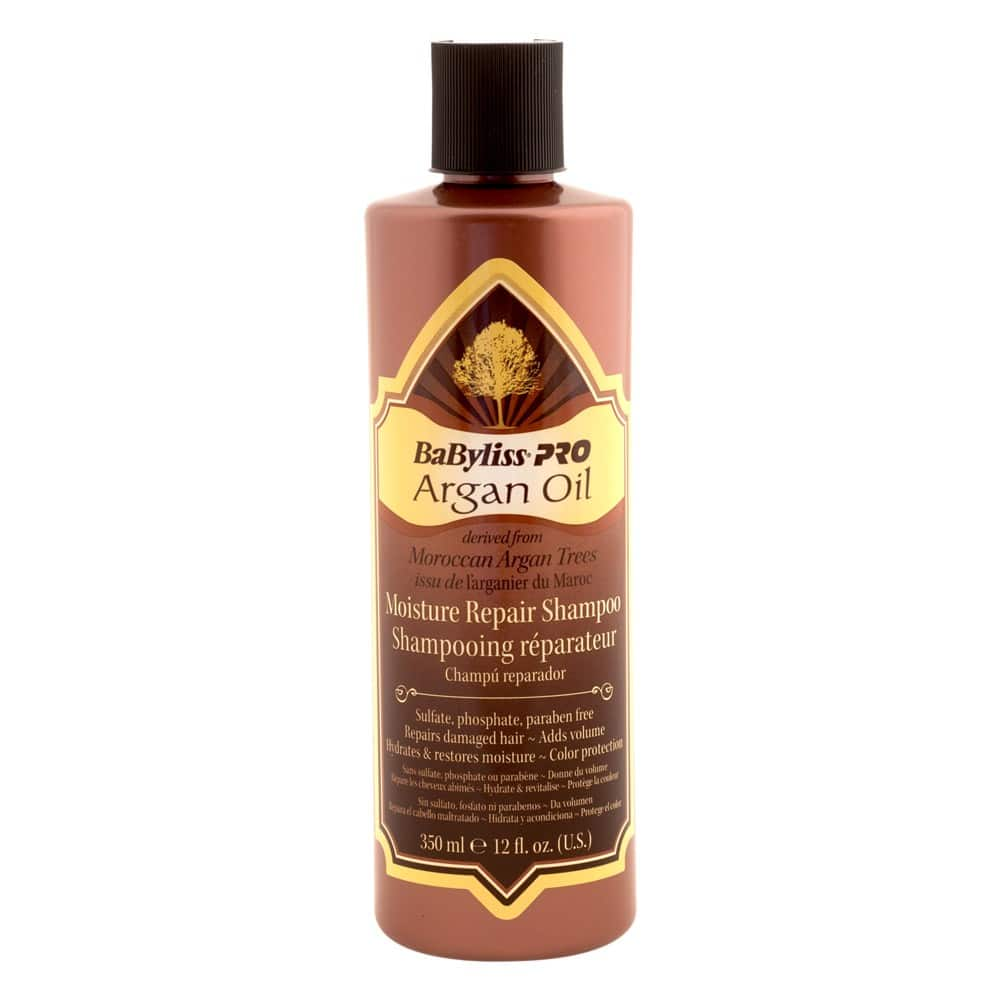 BaByliss® PRO
Argan Oil
derived from
Moroccan Argan Trees
issu de l'arganier du Maroc
Moisture Repair Shampoo
Shampooing réparateur
Champú reparador
Sulfate, phosphate, paraben free
Repairs damaged hair ~ Adds volume
Hydrates & restores moisture ~ Color protection
Sans sulfate, phosphate ou parabène ~ Donne du volume
Répare les cheveux abîmés ~ Hydrate & revitalise ~ Protège la couleur
Sin sulfato, fosfato ni parabenos ~ Da volumen
Repara el cabello maltratado ~ Hidrata y acondiciona ~ Protege el color
350 ml ℮ 12 fl. oz. (U.S.)